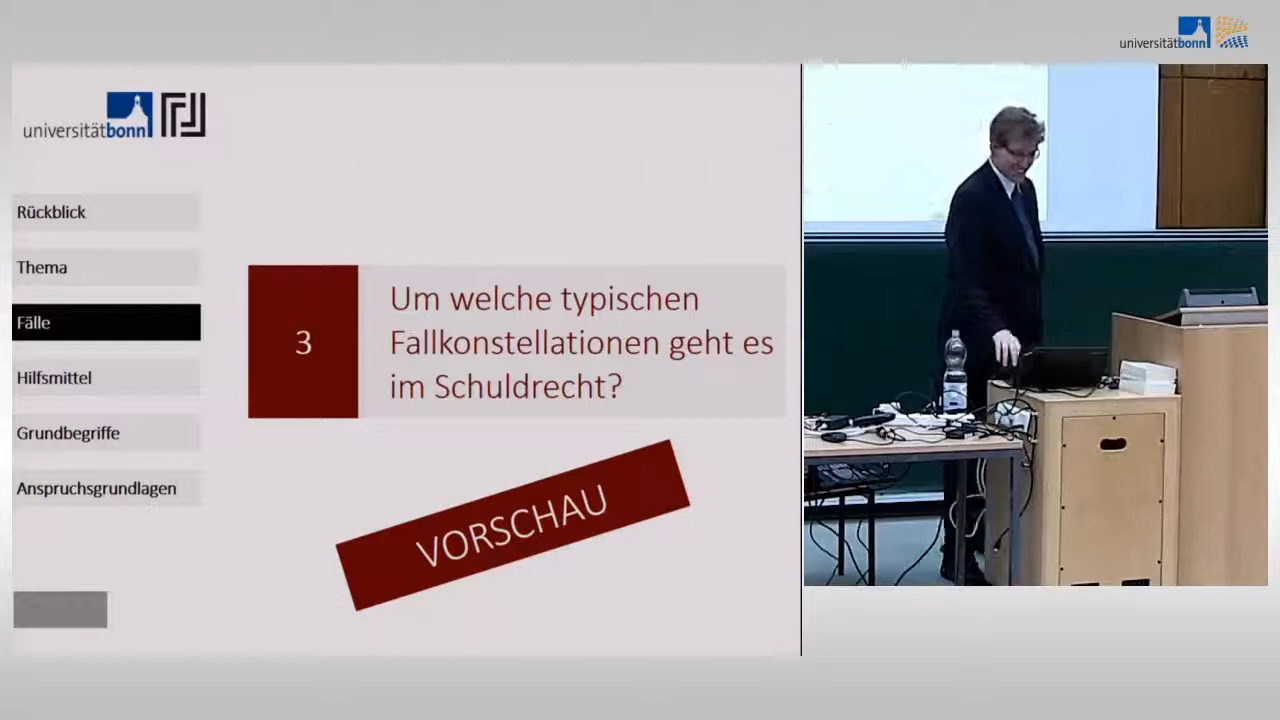 universitätbonn
universitätbonn
Rückblick
Thema
Fälle
Hilfsmittel
Grundbegriffe
Anspruchsgrundlagen
3
Um welche typischen
Fallkonstellationen geht es
im Schuldrecht?
VORSCHAU